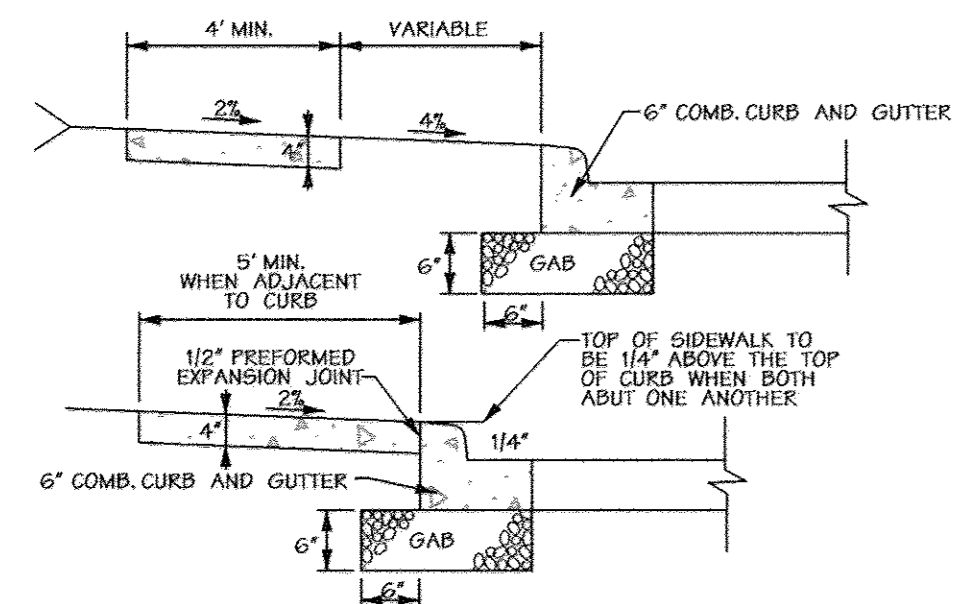 4' MIN.
VARIABLE
2%
4%
4"
6" COMB. CURB AND GUTTER
6"
GAB
6"
5' MIN.
WHEN ADJACENT
TO CURB
1/2" PREFORMED
EXPANSION JOINT
TOP OF SIDEWALK TO
BE 1/4" ABOVE THE TOP
OF CURB WHEN BOTH
ABUT ONE ANOTHER
2%
4"
1/4"
6" COMB. CURB AND GUTTER
6"
GAB
6"